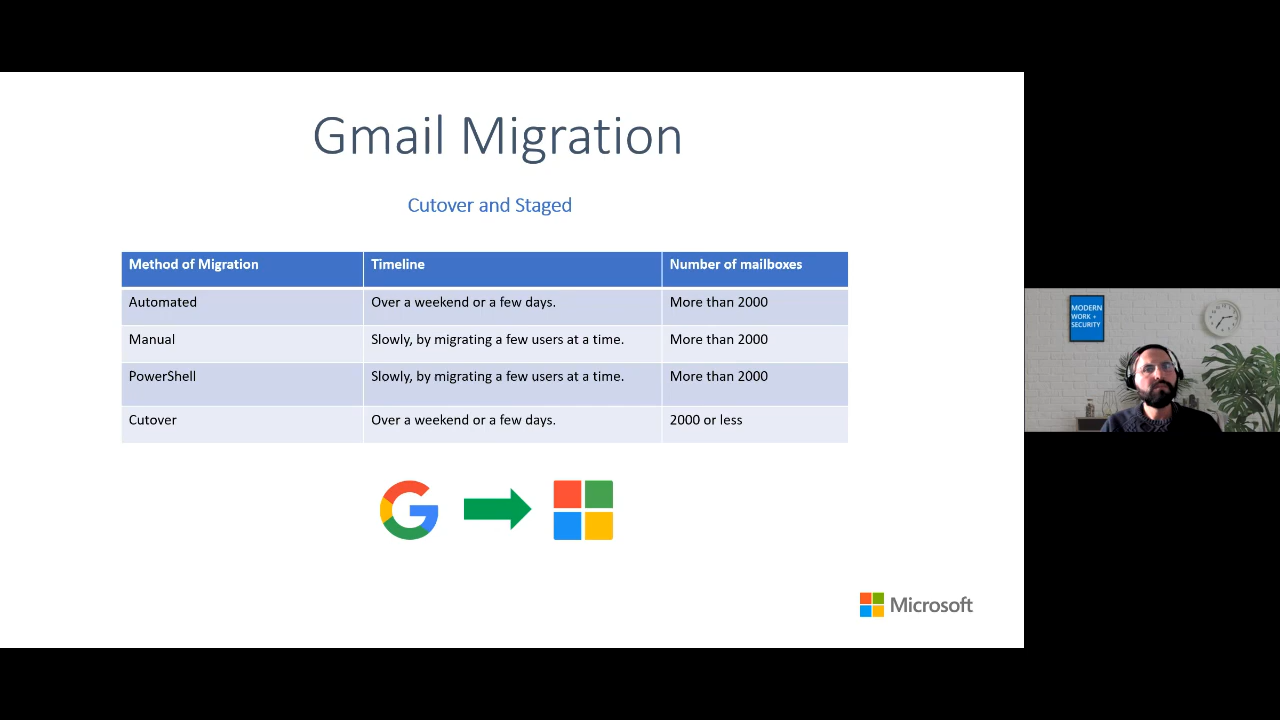 Gmail Migration
Cutover and Staged
Method of Migration Timeline Number of mailboxes
Automated Over a weekend or a few days. More than 2000
Manual Slowly, by migrating a few users at a time. More than 2000
PowerShell Slowly, by migrating a few users at a time. More than 2000
Cutover Over a weekend or a few days. 2000 or less
Microsoft
MODERN
WORK +
SECURITY